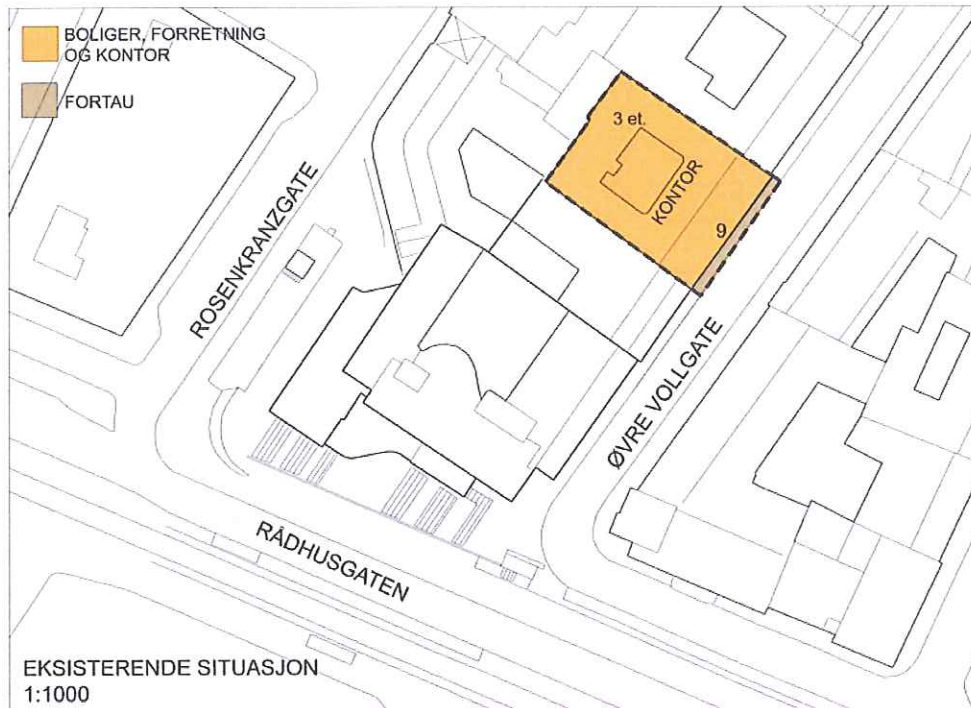 BOLIGER, FORRETNING
OG KONTOR
FORTAU
3 et.
KONTOR
9
ROSENKRANZGATE
ØVRE VOLLGATE
RÅDHUSGATEN
EKSISTERENDE SITUASJON
1:1000